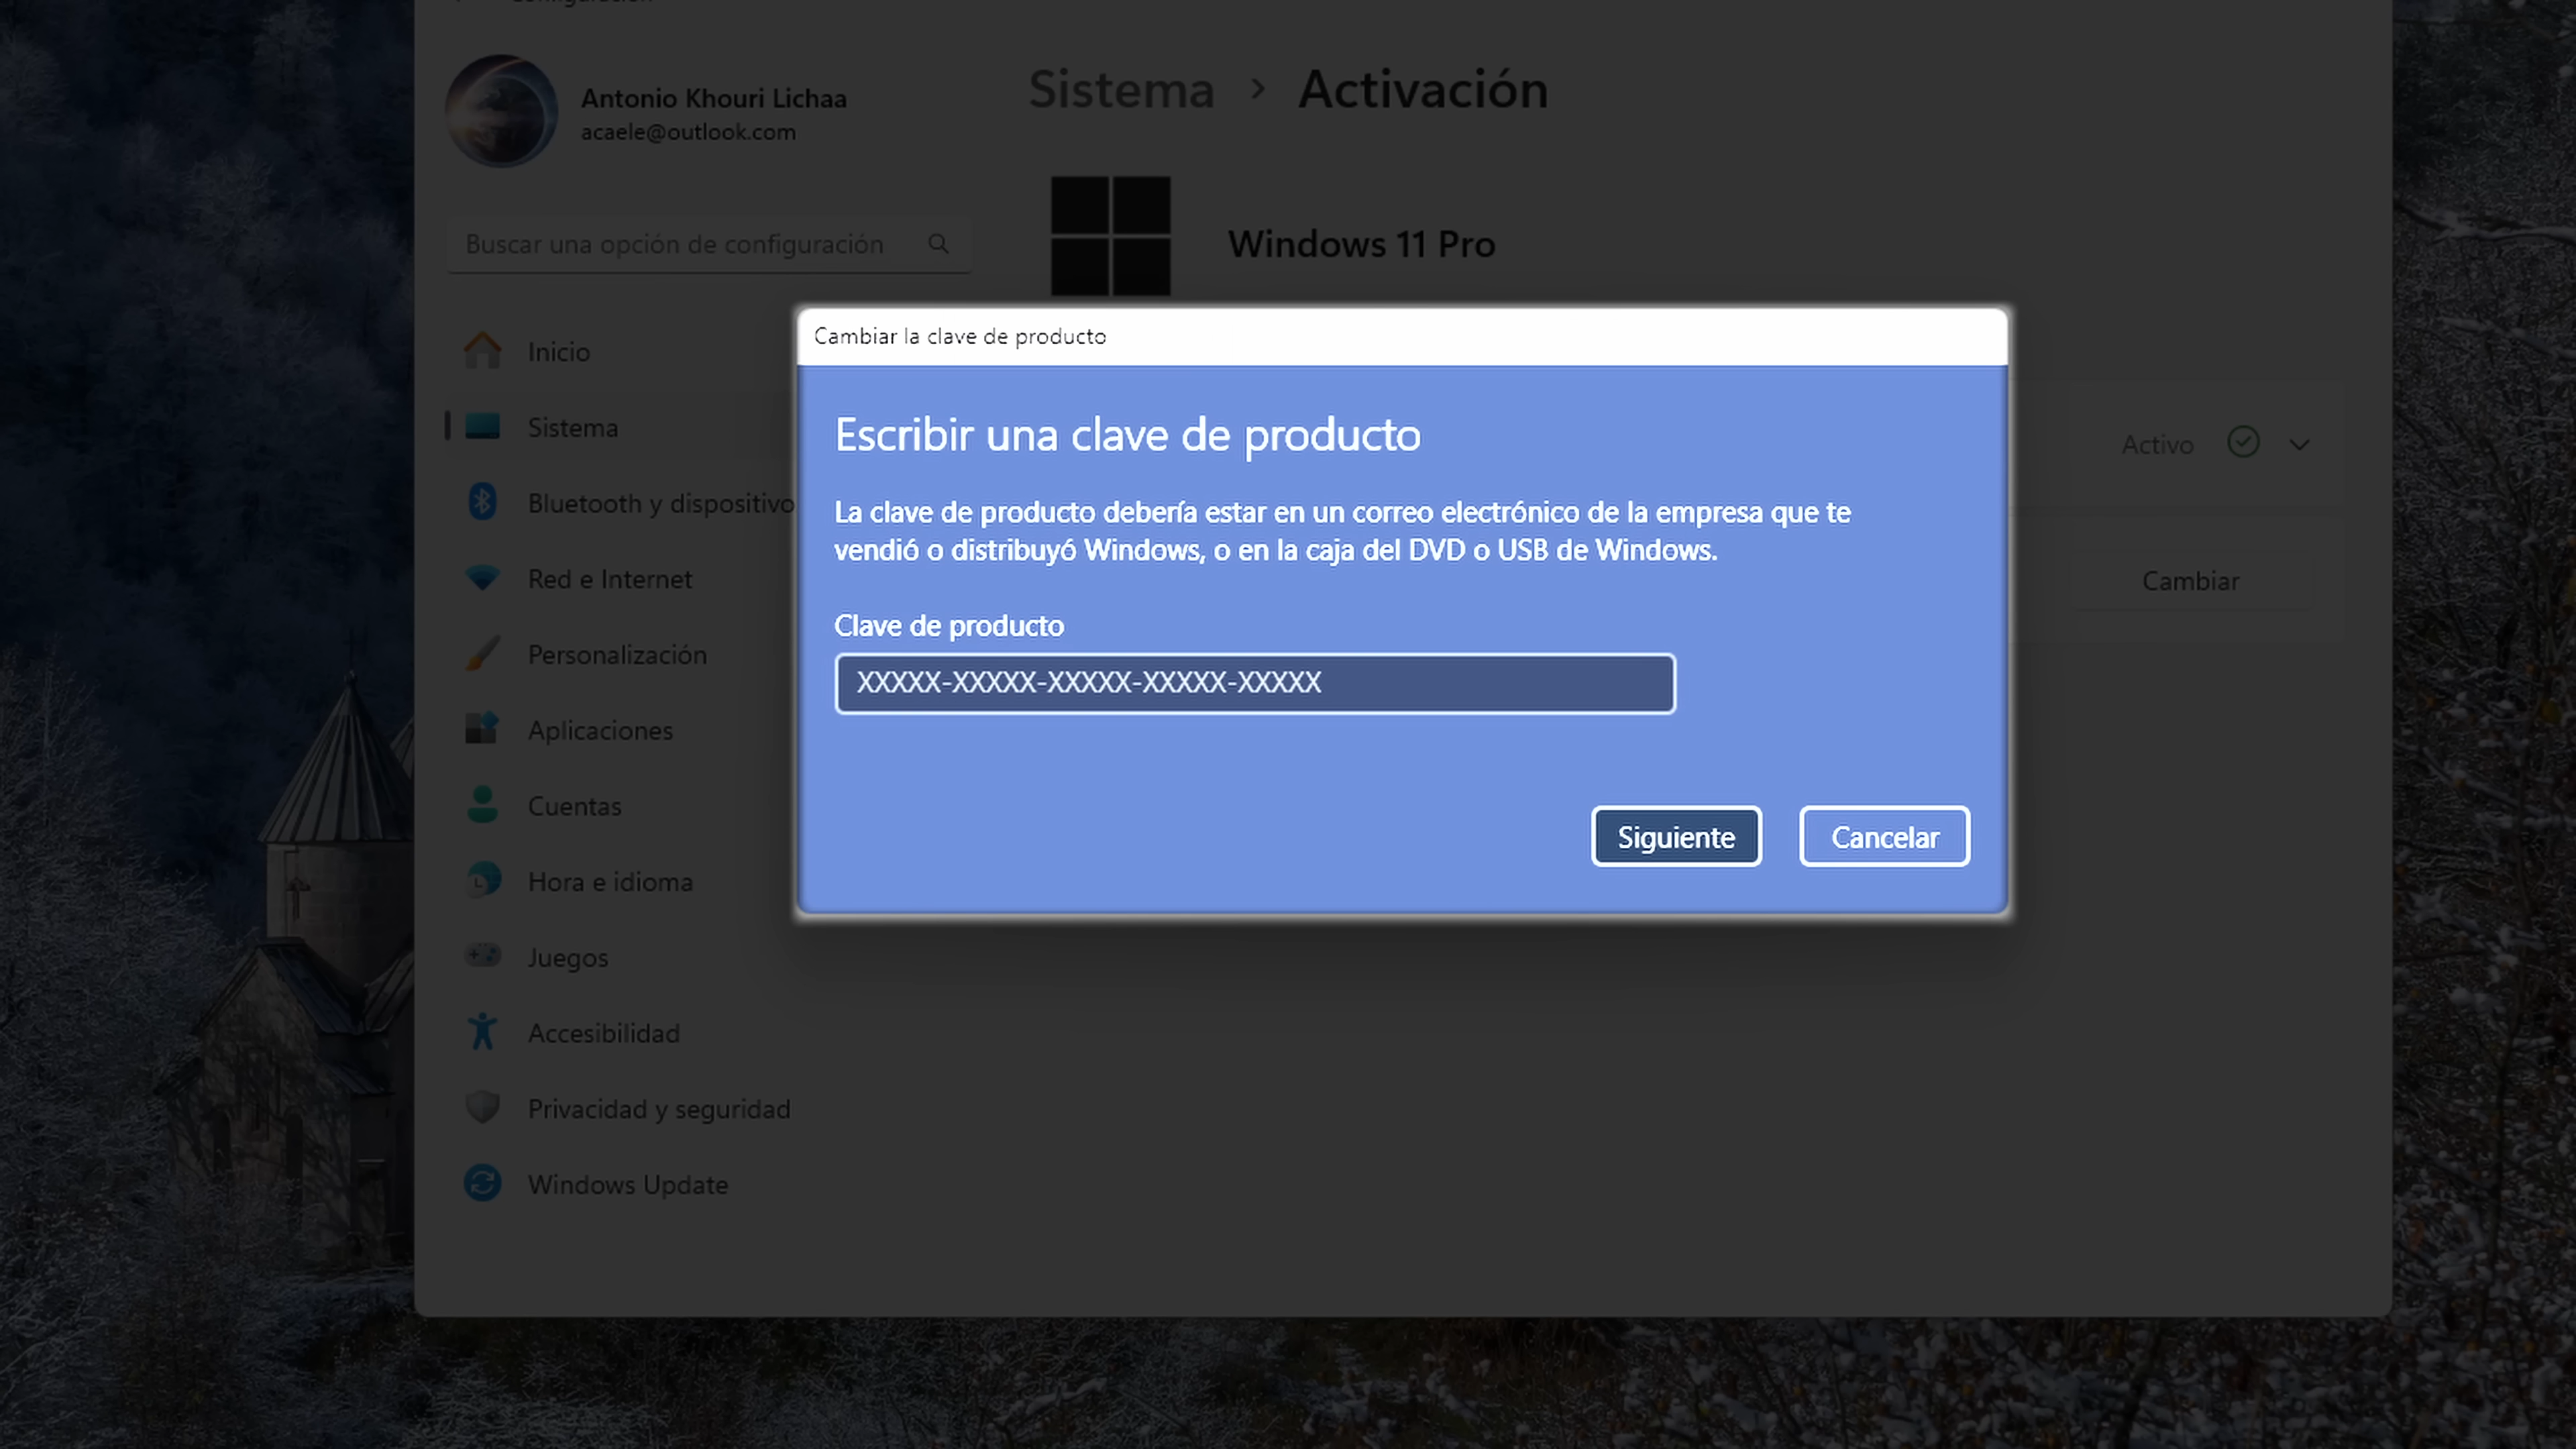 Antonio Khouri Lichaa
acaele@outlook.com
Buscar una opción de configuración
Inicio
Sistema
Bluetooth y dispositivo
Red e Internet
Personalización
Aplicaciones
Cuentas
Hora e idioma
Juegos
Accesibilidad
Privacidad y seguridad
Windows Update
Sistema > Activación
Windows 11 Pro
Activo
Cambiar
Cambiar la clave de producto
Escribir una clave de producto
La clave de producto debería estar en un correo electrónico de la empresa que te
vendió o distribuyó Windows, o en la caja del DVD o USB de Windows.
Clave de producto
XXXXX-XXXXX-XXXXX-XXXXX-XXXXX
Siguiente
Cancelar